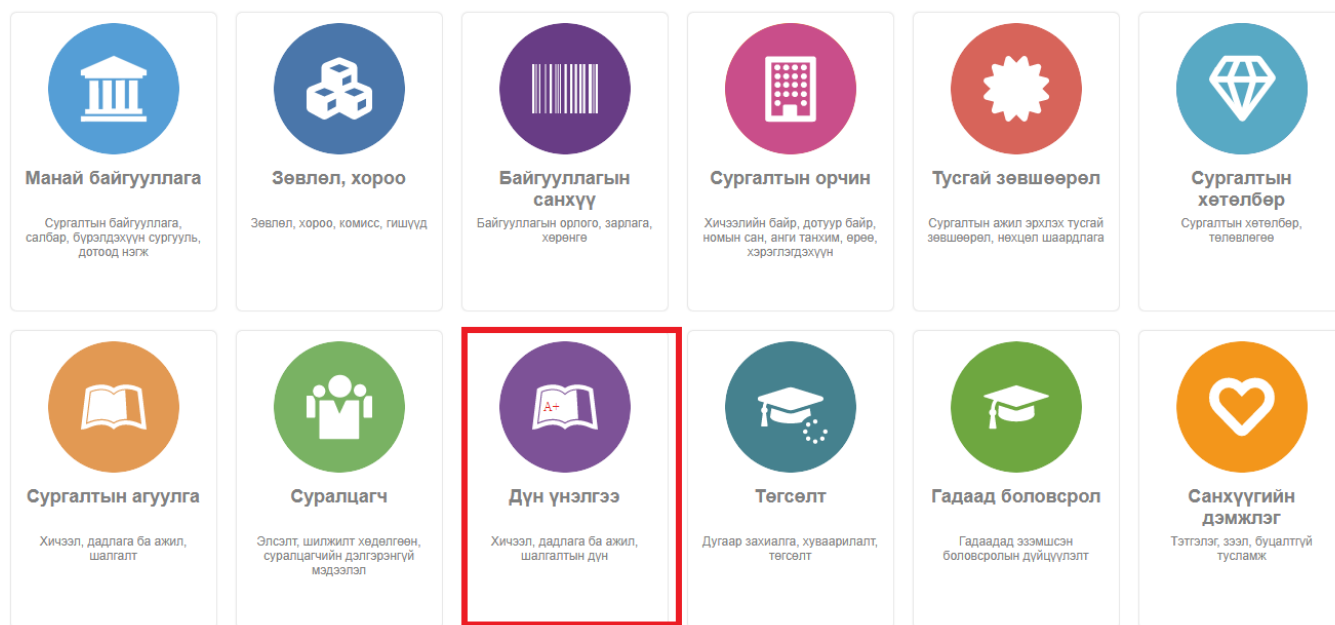 Манай байгууллага
Сургалтын байгууллага,
салбар, бүрэлдэхүүн сургууль,
дотоод нэгж
Зөвлөл, хороо
Зөвлөл, хороо, комисс, гишүүд
Байгууллагын
санхүү
Байгууллагын орлого, зарлага,
хөрөнгө
Сургалтын орчин
Хичээлийн байр, дотуур байр,
номын сан, анги танхим, өрөө,
хэрэглэгдэхүүн
Тусгай зөвшөөрөл
Сургалтын ажил эрхлэх тусгай
зөвшөөрөл, нөхцөл шаардлага
Сургалтын
хөтөлбөр
Сургалтын хөтөлбөр,
төлөвлөгөө
Сургалтын агуулга
Хичээл, дадлага ба ажил,
шалгалт
Суралцагч
Элсэлт, шилжилт хөдөлгөөн,
суралцагчийн дэлгэрэнгүй
мэдээлэл
A+
Дүн үнэлгээ
Хичээл, дадлага ба ажил,
шалгалтын дүн
Төгсөлт
Дугаар захиалга, хуваарилалт,
төгсөлт
Гадаад боловсрол
Гадаадад эзэмшсэн
боловсролын дүйцүүлэлт
Санхүүгийн
дэмжлэг
Тэтгэлэг, зээл, буцалтгүй
тусламж